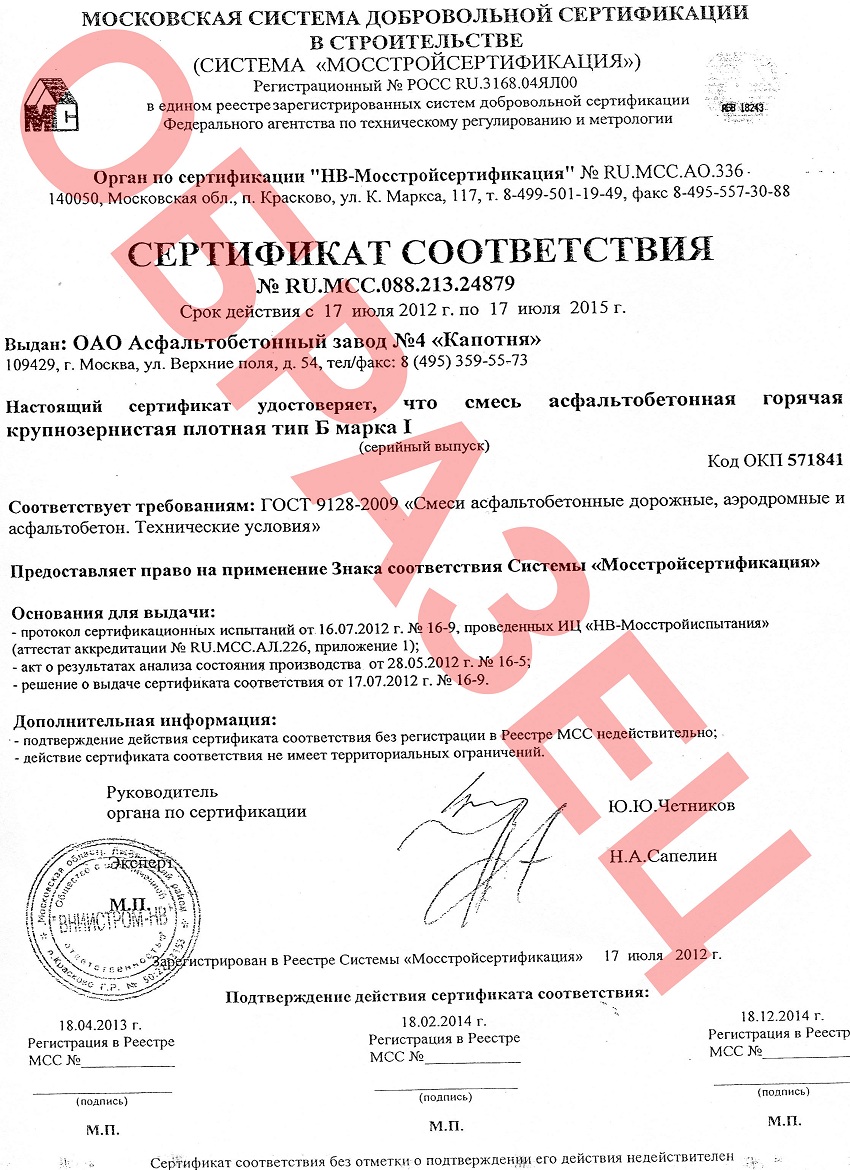 МОСКОВСКАЯ СИСТЕМА ДОБРОВОЛЬНОЙ СЕРТИФИКАЦИИ
В СТРОИТЕЛЬСТВЕ
(СИСТЕМА «МОССТРОЙСЕРТИФИКАЦИЯ»)
Регистрационный № РОСС RU.3168.04ЯЛ00
в едином реестре зарегистрированных систем добровольной сертификации
Федерального агентства по техническому регулированию и метрологии
МС
18243
Орган по сертификации "НВ-Мосстройсертификация" № RU.МСС.АО.336
140050, Московская обл., п. Красково, ул. К. Маркса, 117, т. 8-499-501-19-49, факс 8-495-557-30-88
СЕРТИФИКАТ СООТВЕТСТВИЯ
№ RU.МСС.088.213.24879
Срок действия с 17 июля 2012 г. по 17 июля 2015 г.
Выдан: ОАО Асфальтобетонный завод №4 «Капотня»
109429, г. Москва, ул. Верхние поля, д. 54, тел/факс: 8 (495) 359-55-73
Настоящий сертификат удостоверяет, что смесь асфальтобетонная горячая
крупнозернистая плотная тип Б марка I
(серийный выпуск)
Код ОКП 571841
Соответствует требованиям: ГОСТ 9128-2009 «Смеси асфальтобетонные дорожные, аэродромные и
асфальтобетон. Технические условия»
Предоставляет право на применение Знака соответствия Системы «Мосстройсертификация»
Основания для выдачи:
- протокол сертификационных испытаний от 16.07.2012 г. № 16-9, проведенных ИЦ «НВ-Мосстройиспытания»
(аттестат аккредитации № RU.МСС.АЛ.226, приложение 1);
- акт о результатах анализа состояния производства от 28.05.2012 г. № 16-5;
- решение о выдаче сертификата соответствия от 17.07.2012 г. № 16-9.
Дополнительная информация:
- подтверждение действия сертификата соответствия без регистрации в Реестре МСС недействительно;
- действие сертификата соответствия не имеет территориальных ограничений.
Руководитель
органа по сертификации
Ю.Ю.Четников
Эксперт
Н.А.Сапелин
М.П.
Московская область
район
Общество с ограниченной
ответственностью
"ВНИИСТРОМ-НВ"
п.Красково Г.Р. №
Зарегистрирован в Реестре Системы «Мосстройсертификация» 17 июля 2012 г.
Подтверждение действия сертификата соответствия:
18.04.2013 г. 18.02.2014 г. 18.12.2014 г.
Регистрация в Реестре Регистрация в Реестре Регистрация в Реестр
МСС №____________ МСС №____________ МСС №____________
(подпись) (подпись) (подпись)
М.П. М.П. М.П.
Сертификат соответствия без отметки о подтверждении его действия недействителен
ОБРАЗЕЦ